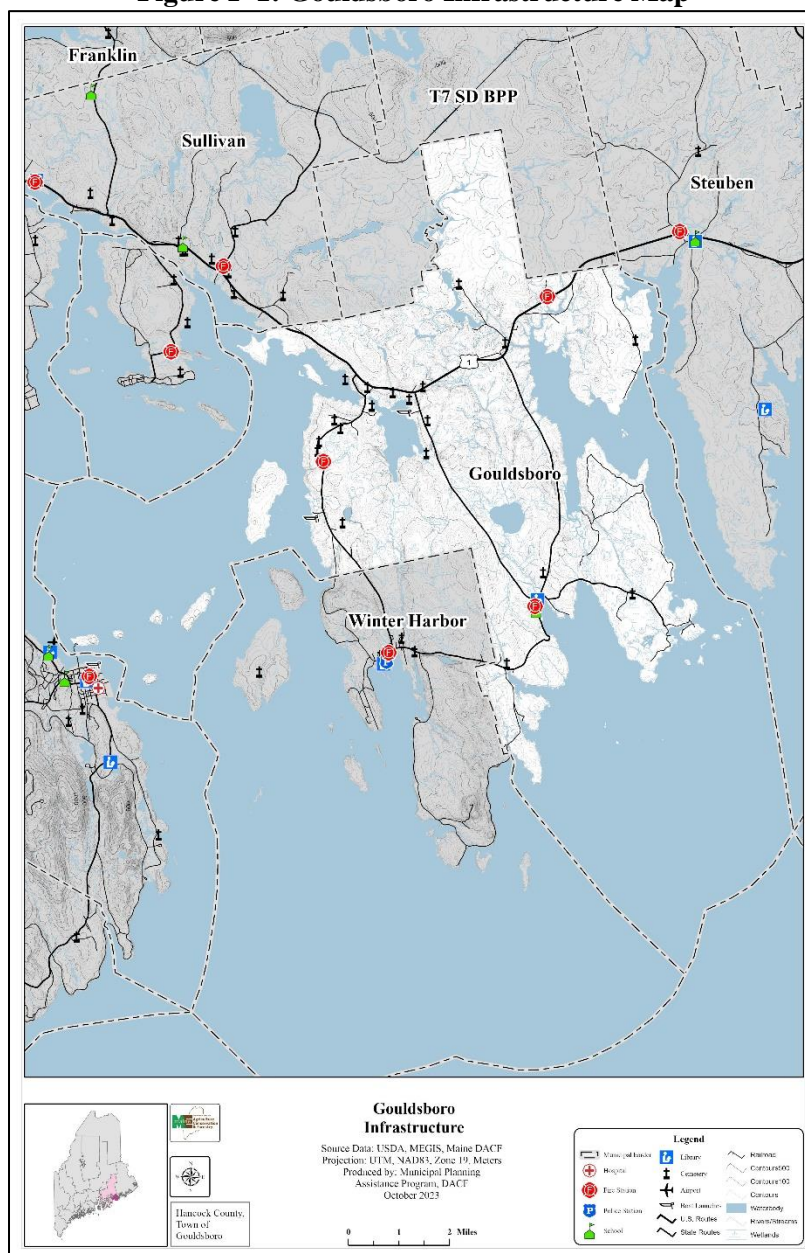 Figure F-1: Gouldsboro Infrastructure Map
Franklin
T7 SD BPP
Sullivan
Steuben
1
Gouldsboro
Winter Harbor
Gouldsboro
Infrastructure
Source Data: USDA, MEGIS, Maine DACF
Projection: UTM, NAD83, Zone 19, Meters
Produced by: Municipal Planning
Assistance Program, DACF
October 2023
0 1 2 Miles
Hancock County,
Town of
Gouldsboro
Legend
Hospital
Fire Station
Police Station
School
Library
Cemetery
Airport
Boat Launches
U.S. Routes
State Routes
Railroad
Contours500
Contours100
Contours
Waterbody
Rivers/Streams
Wetlands